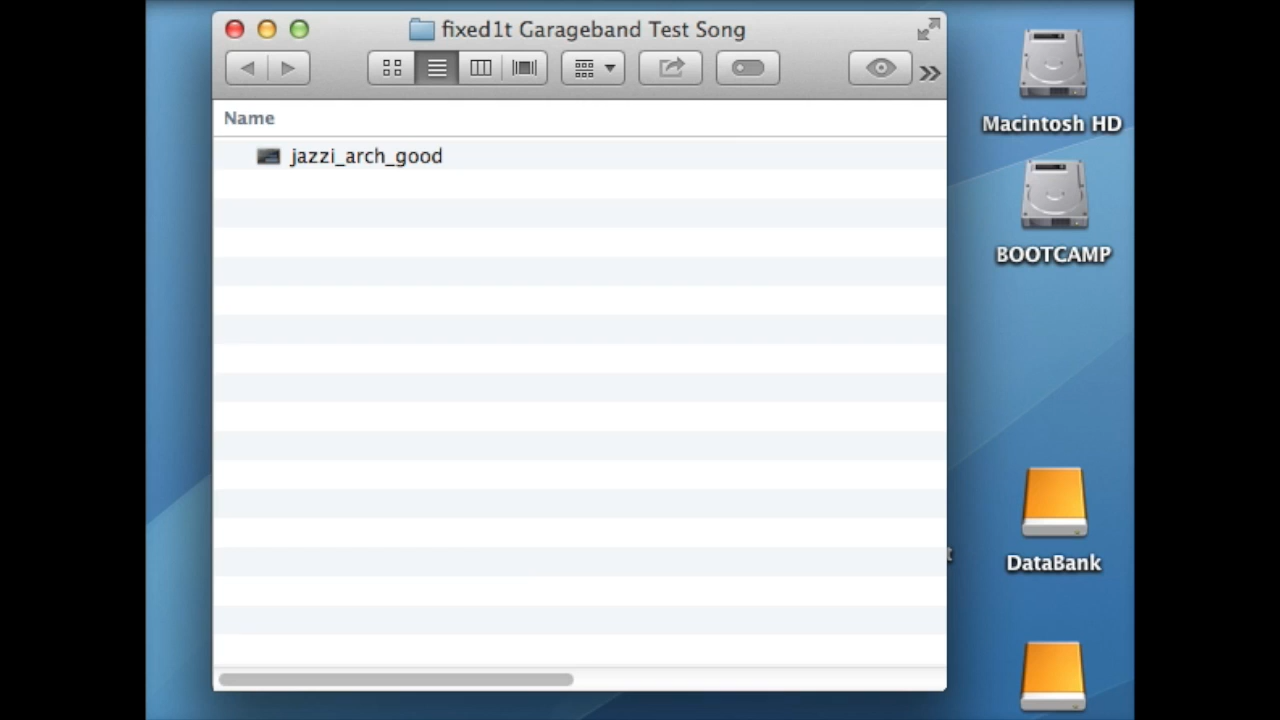 fixed1t Garageband Test Song
Name
jazzi_arch_good
Macintosh HD
BOOTCAMP
DataBank